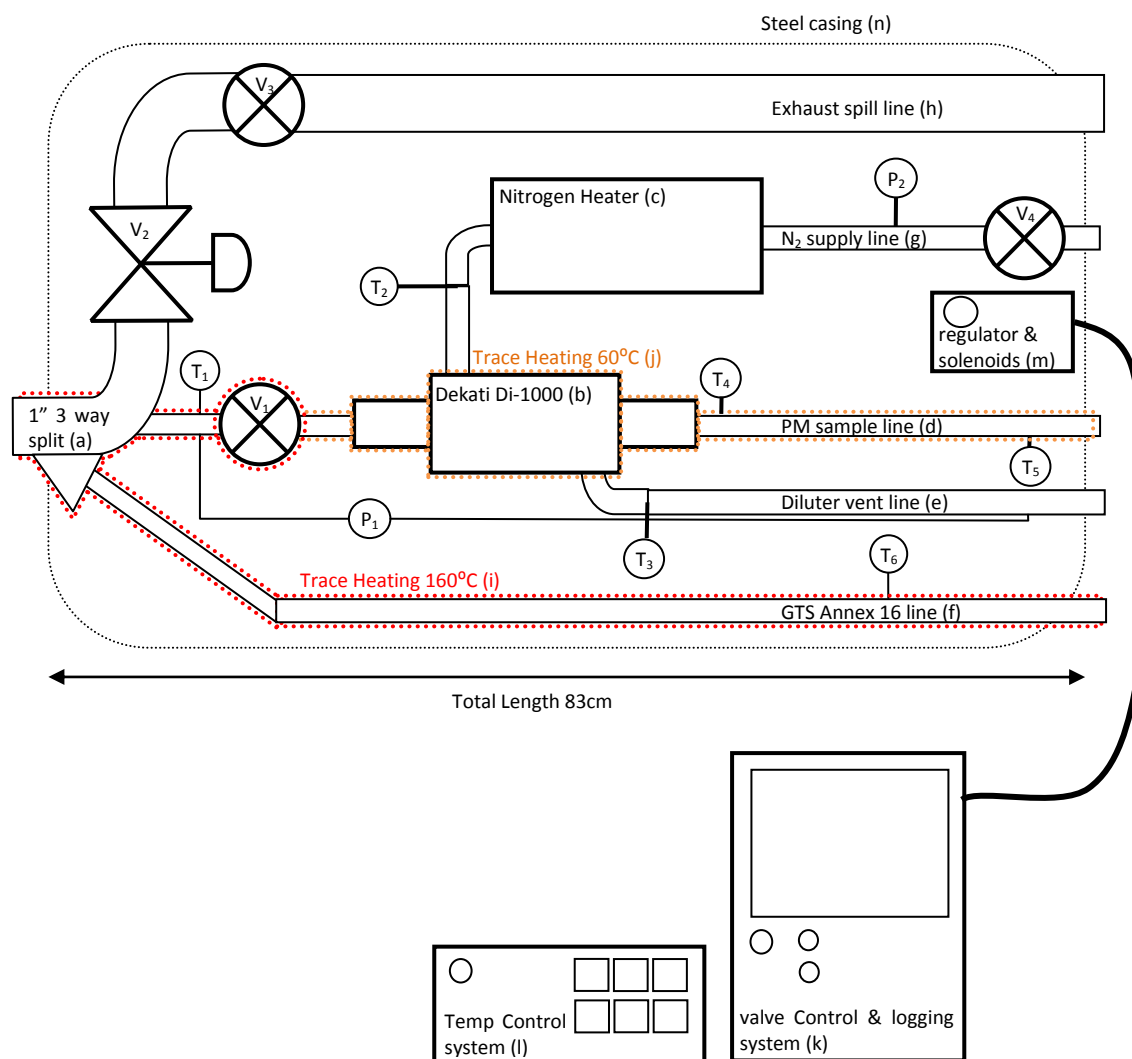 Steel casing (n)
V₃
Exhaust spill line (h)
Nitrogen Heater (c)
P₂
V₄
V₂
N₂ supply line (g)
T₂
regulator &
solenoids (m)
Trace Heating 60⁰C (j)
T₁
T₄
Dekati Di-1000 (b)
1” 3 way
split (a)
V₁
PM sample line (d)
T₅
Diluter vent line (e)
P₁
T₃
T₆
Trace Heating 160⁰C (i)
GTS Annex 16 line (f)
Total Length 83cm
Temp Control
system (l)
valve Control & logging
system (k)